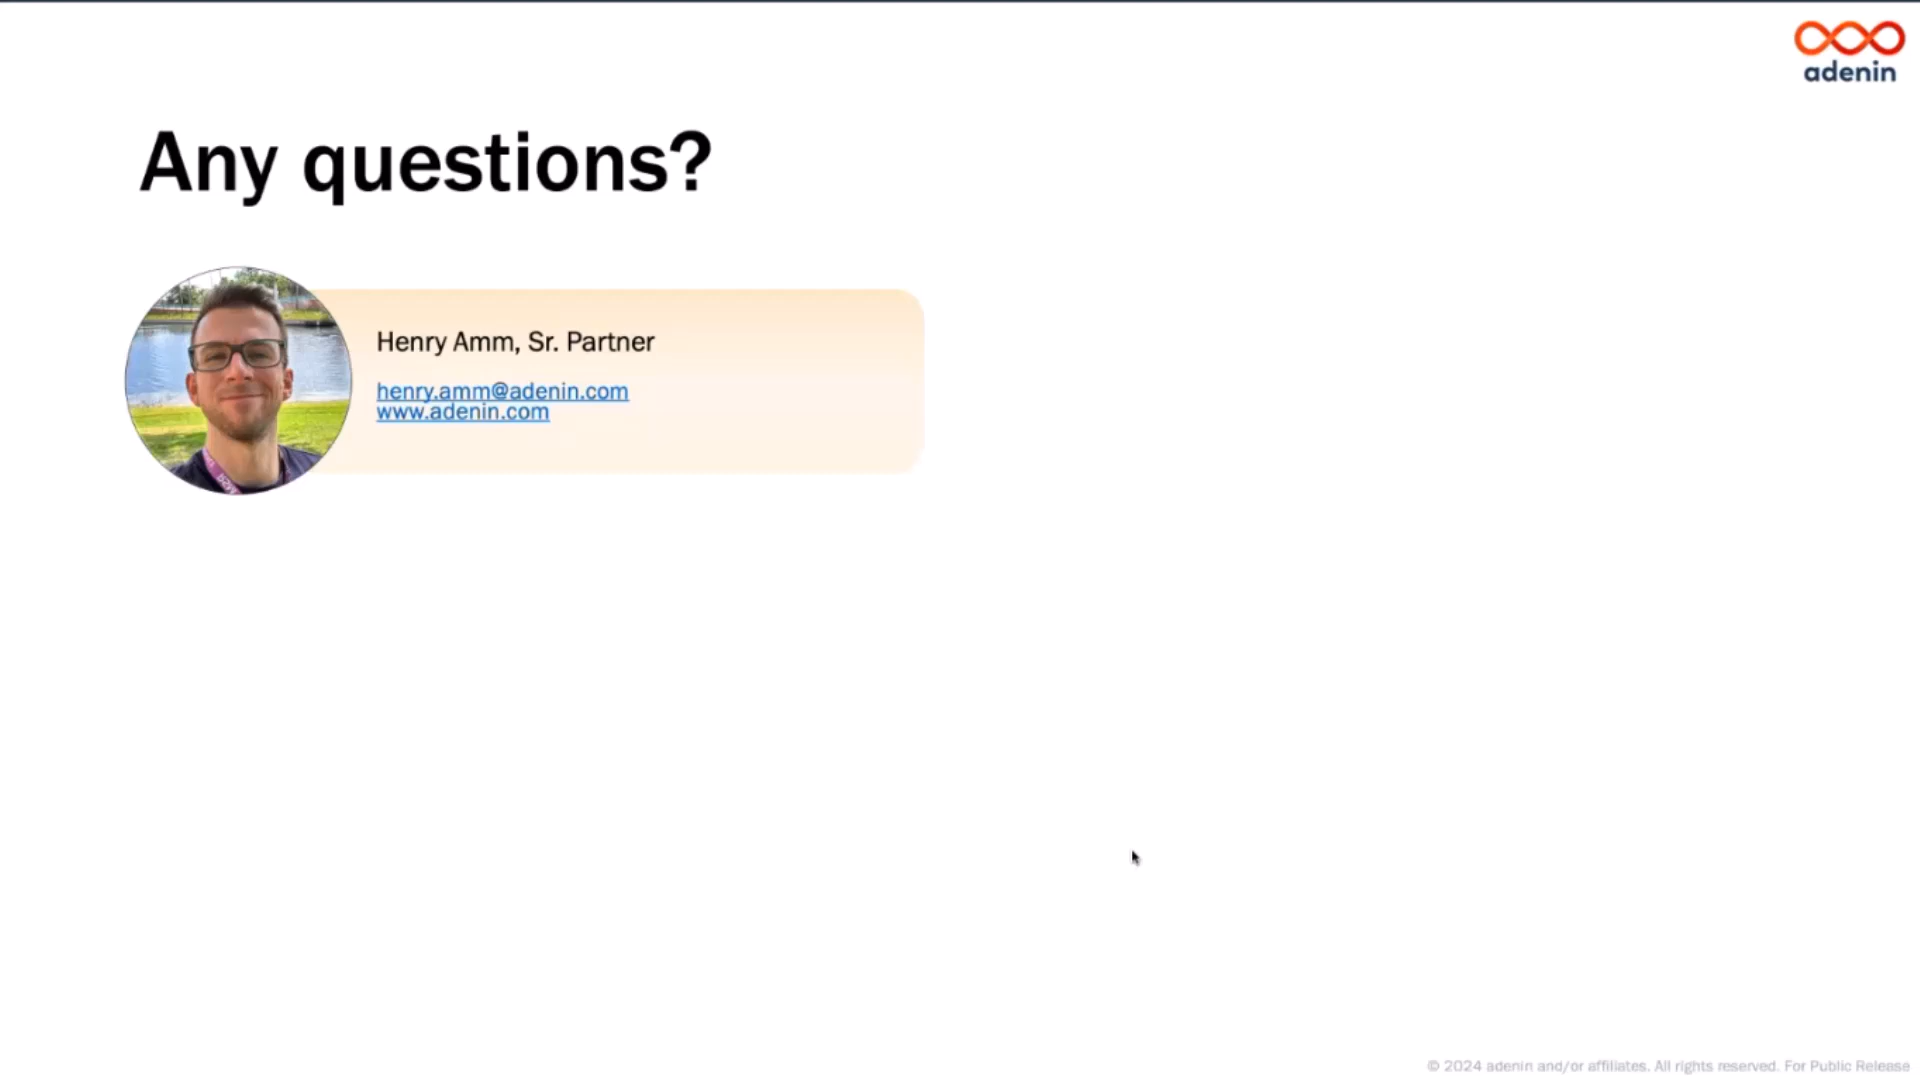 adenin
Any questions?
Henry Amm, Sr. Partner
henry.amm@adenin.com
www.adenin.com
© 2024 adenin and/or affiliates. All rights reserved. For Public Release